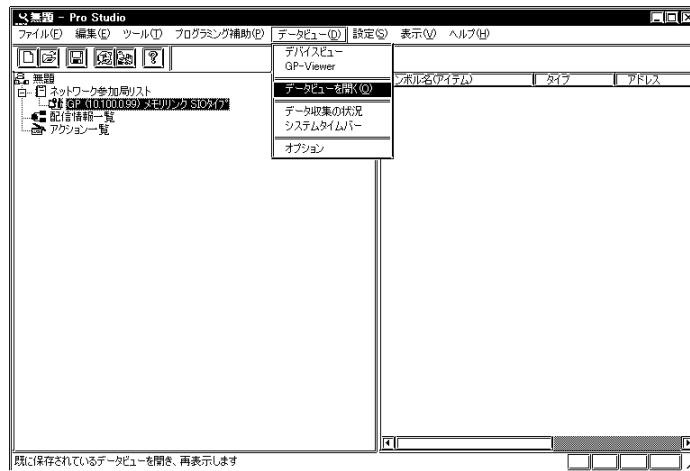 無題 - Pro Studio
ファイル(F) 編集(E) ツール(T) プログラミング補助(P) データビュー(D) 設定(S) 表示(V) ヘルプ(H)
デバイスビュー
GP-Viewer
データビューを開く(O)
データ収集の状況
システムタイムバー
オプション
無題
ネットワーク参加局リスト
GP (10.100.0.99) メモリリンク SIOタイプ
配信情報一覧
アクション一覧
ンボル名(アイテム) タイプ アドレス
既に保存されているデータビューを開き、再表示します